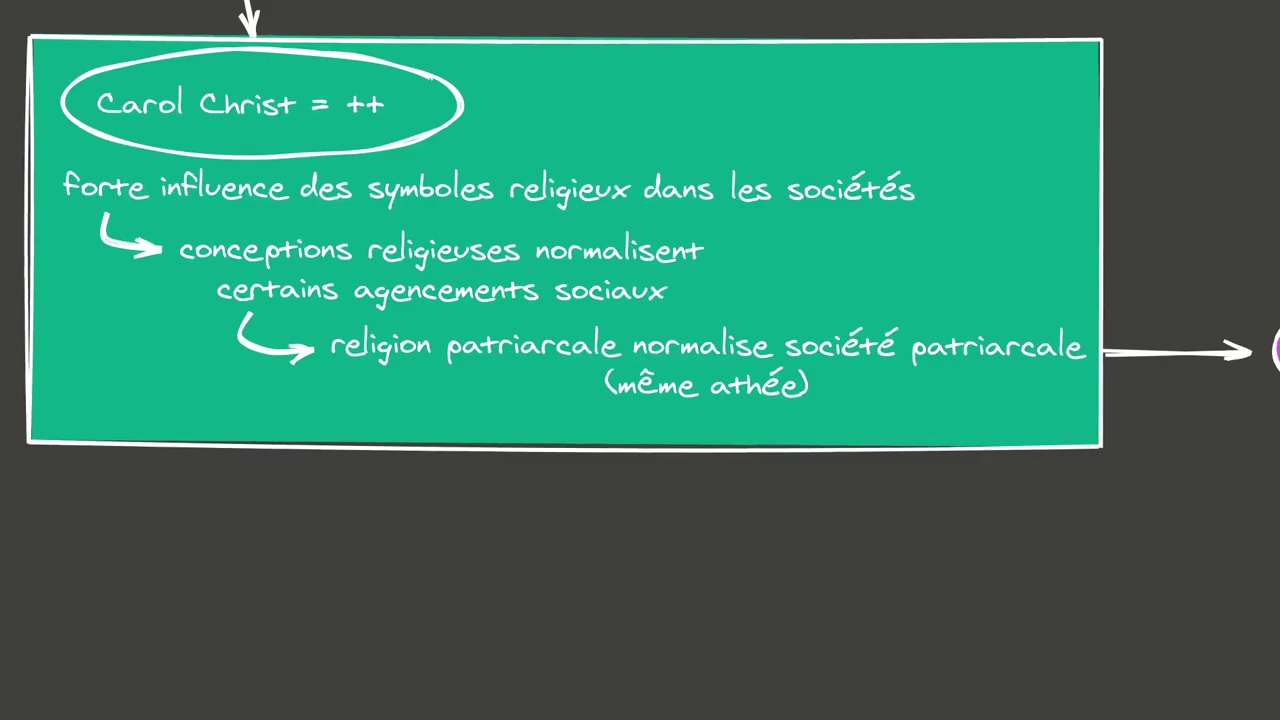 Carol Christ = ++
forte influence des symboles religieux dans les sociétés
conceptions religieuses normalisent
certains agencements sociaux
religion patriarcale normalise société patriarcale
(même athée)